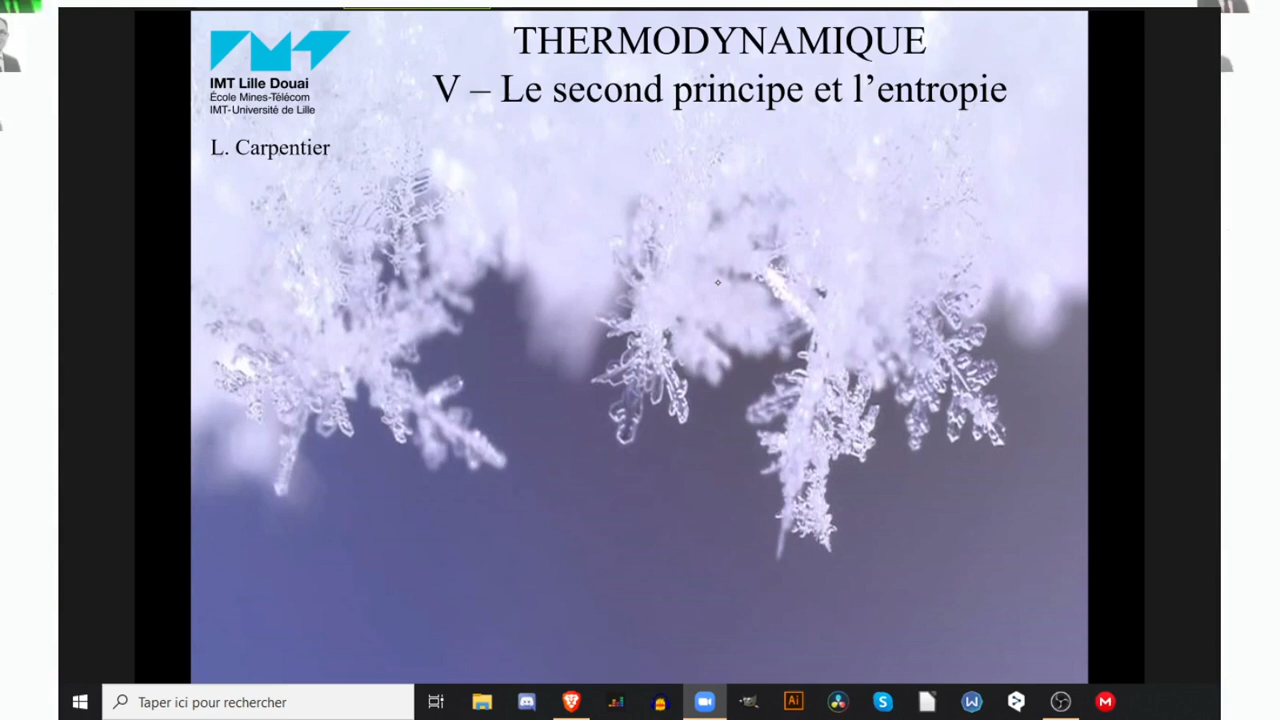 THERMODYNAMIQUE
V – Le second principe et l’entropie
IMT Lille Douai
École Mines-Télécom
IMT-Université de Lille
L. Carpentier
Taper ici pour rechercher
Ai
S
W
M